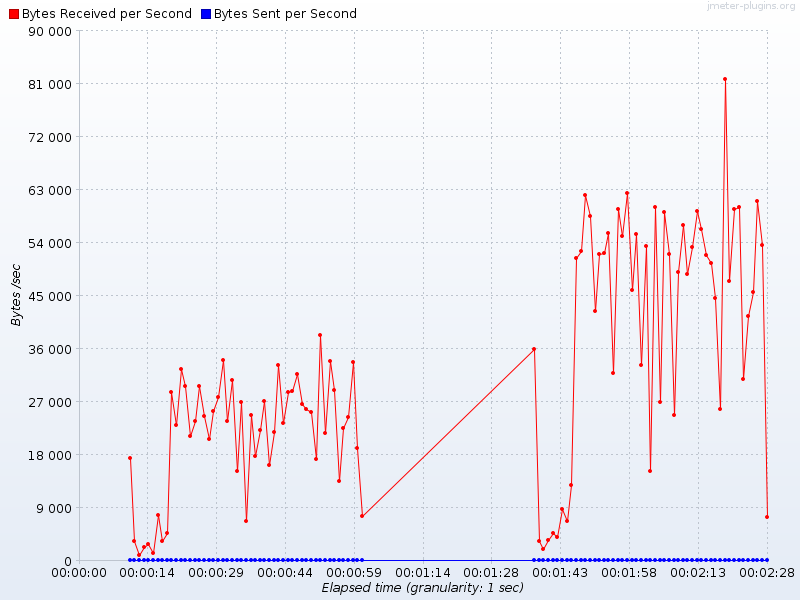 jmeter-plugins.org
Bytes Received per Second Bytes Sent per Second
90 000
81 000
72 000
63 000
54 000
45 000
36 000
27 000
18 000
9 000
0
Bytes /sec
00:00:00 00:00:14 00:00:29 00:00:44 00:00:59 00:01:14 00:01:28 00:01:43 00:01:58 00:02:13 00:02:28
Elapsed time (granularity: 1 sec)